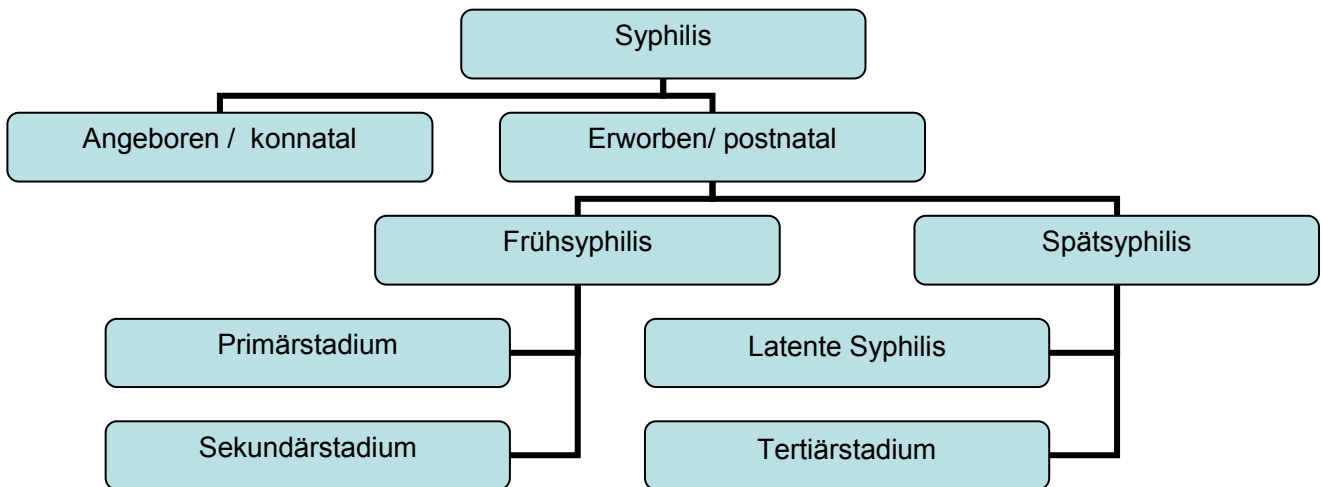 Syphilis
Angeboren / konnatal
Erworben/ postnatal
Frühsyphilis
Spätsyphilis
Primärstadium
Latente Syphilis
Sekundärstadium
Tertiärstadium